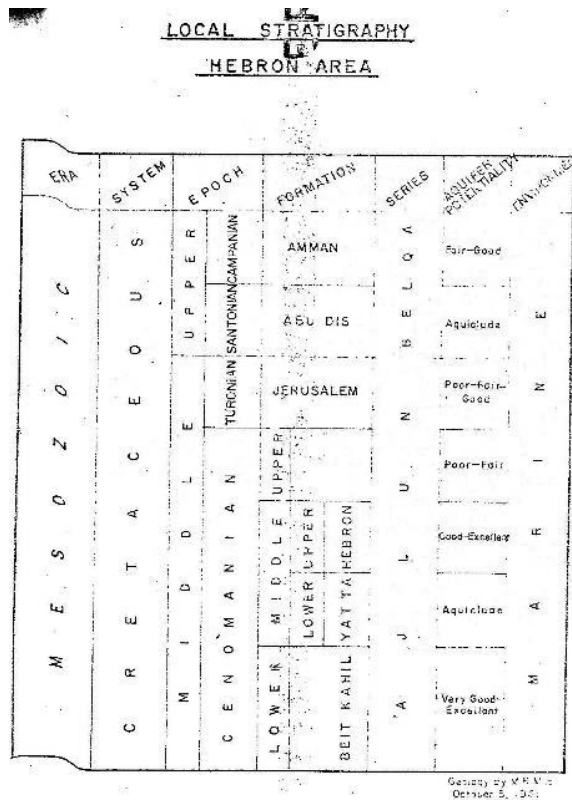 LOCAL STRATIGRAPHY
HEBRON AREA
ERA
SYSTEM
EPOCH
FORMATION
SERIES
AQUIFER POTENTIALITY
MESOZOIC
CRETACEOUS
UPPER
MIDDLE
CAMPANIAN
SANTONIAN
TURONIAN
CENOMANIAN
AMMAN
ABU DIS
JERUSALEM
UPPER
MIDDLE
LOWER
UPPER
LOWER
HEBRON
YATTA
BEIT KAHIL
BELQA
AJLUN
Fair-Good
Aquiclude
Poor-Fair-
Good
Poor-Fair
Good-Excellent
Aquiclude
Very Good-
Excellent
MARINE
Geology by
October 5,